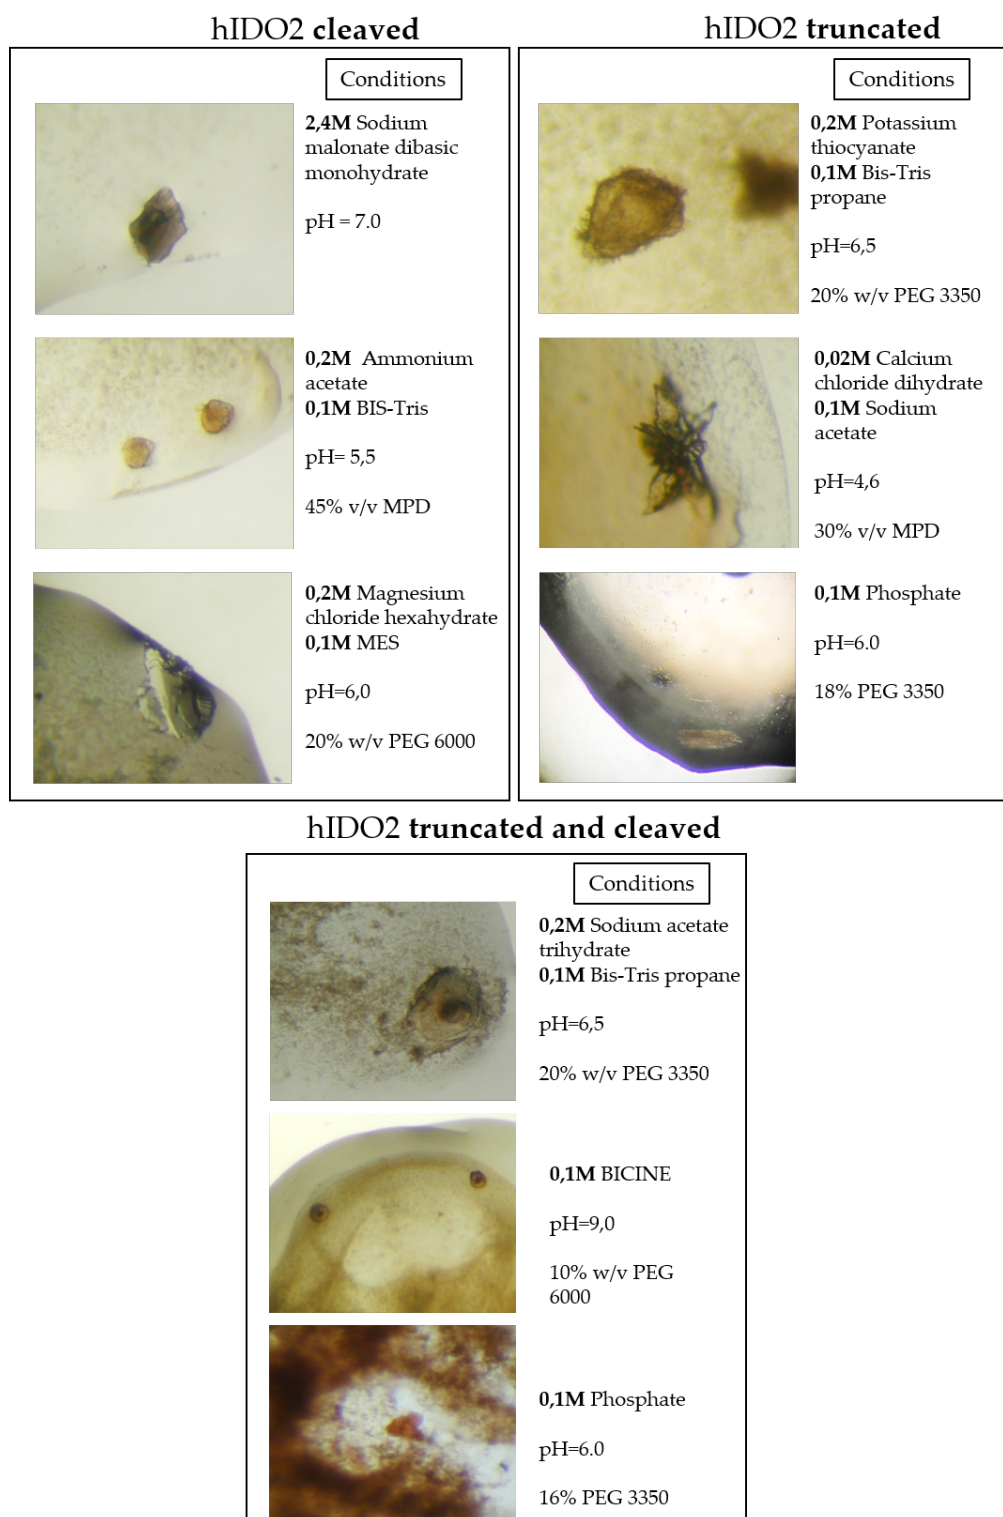 hIDO2 cleaved
Conditions
2,4M Sodium
malonate dibasic
monohydrate
pH = 7.0
0,2M Ammonium
acetate
0,1M BIS-Tris
pH= 5,5
45% v/v MPD
0,2M Magnesium
chloride hexahydrate
0,1M MES
pH=6,0
20% w/v PEG 6000
hIDO2 truncated
Conditions
0,2M Potassium
thiocyanate
0,1M Bis-Tris
propane
pH=6,5
20% w/v PEG 3350
0,02M Calcium
chloride dihydrate
0,1M Sodium
acetate
pH=4,6
30% v/v MPD
0,1M Phosphate
pH=6.0
18% PEG 3350
hIDO2 truncated and cleaved
Conditions
0,2M Sodium acetate
trihydrate
0,1M Bis-Tris propane
pH=6,5
20% w/v PEG 3350
0,1M BICINE
pH=9,0
10% w/v PEG
6000
0,1M Phosphate
pH=6.0
16% PEG 3350